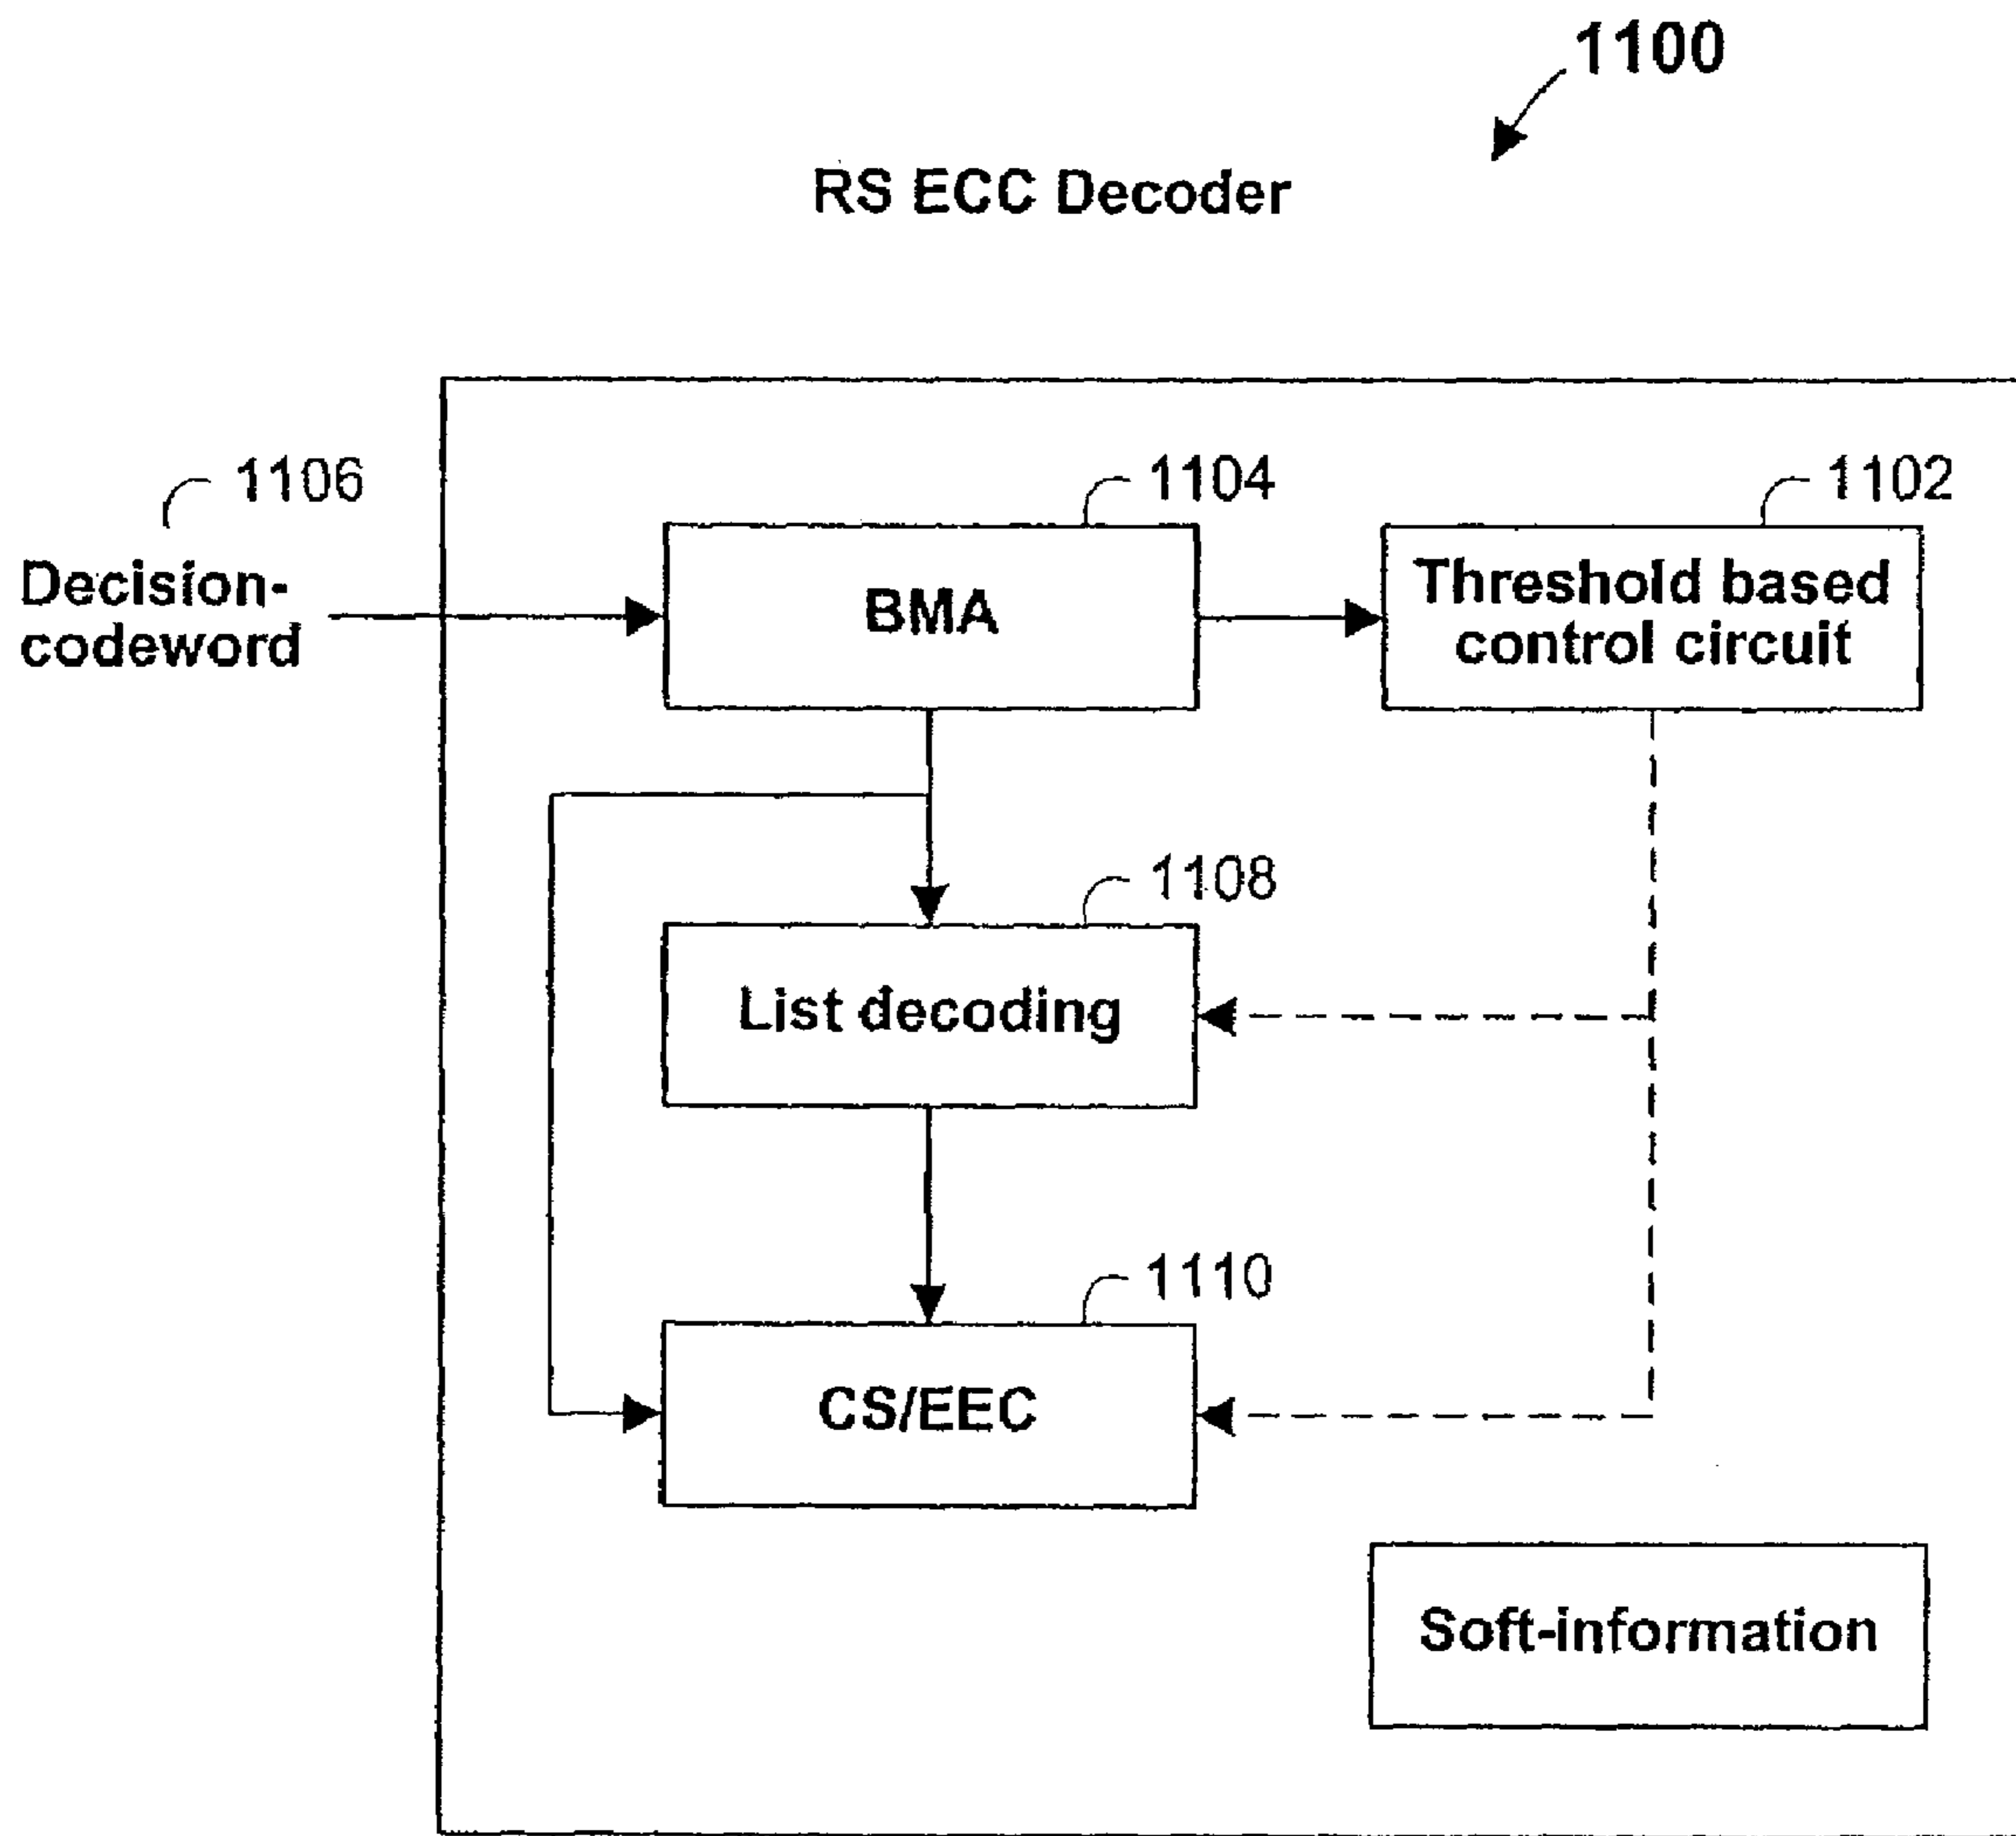 1100
RS ECC Decoder
1106
1104
1102
Decision-
codeword
BMA
Threshold based
control circuit
1108
List decoding
1110
CS/EEC
Soft-information